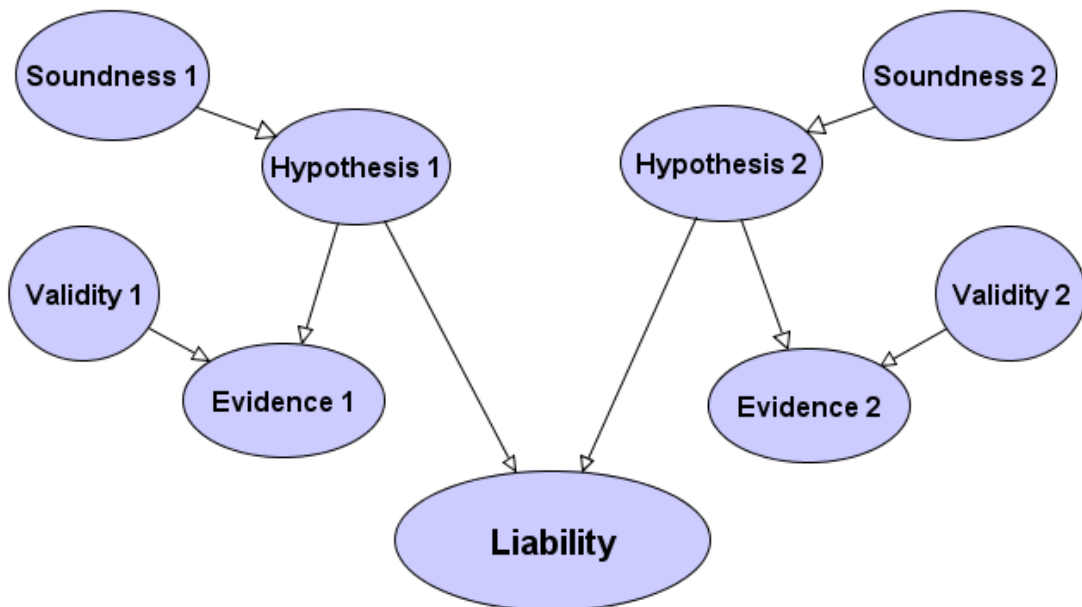 Soundness 1
Soundness 2
Hypothesis 1
Hypothesis 2
Validity 1
Validity 2
Evidence 1
Evidence 2
Liability